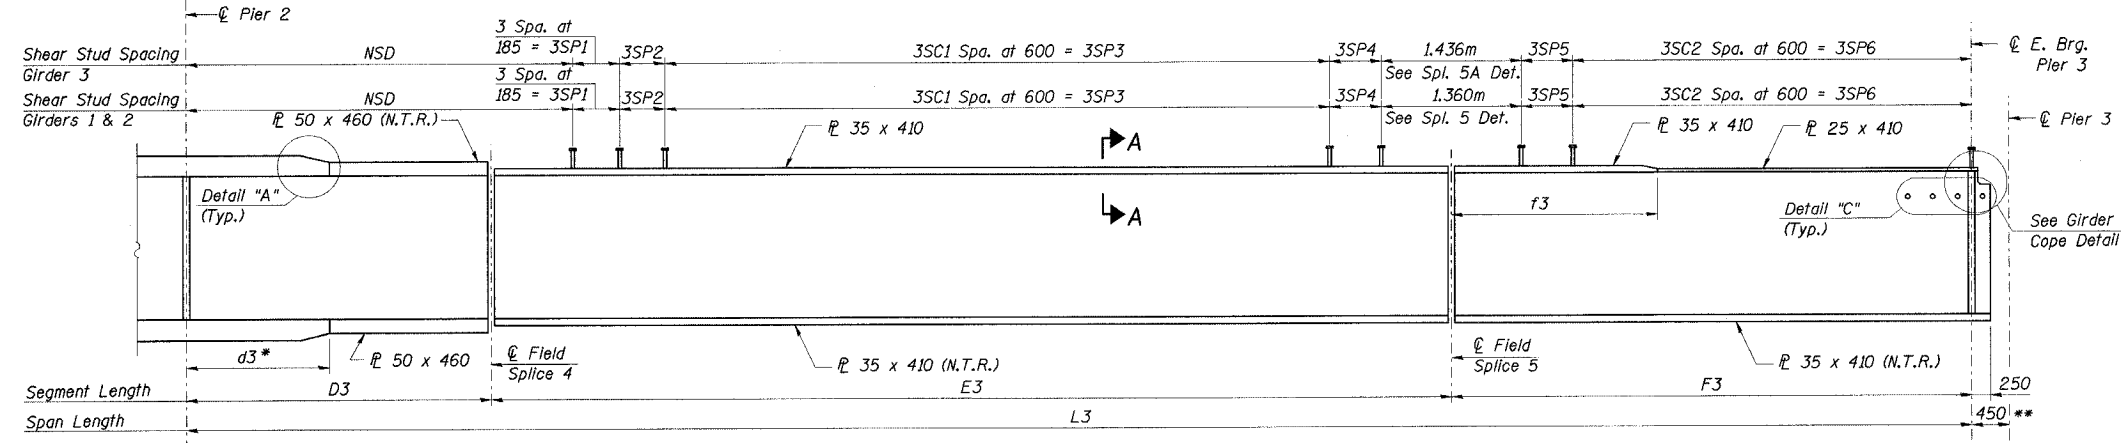 ℄ Pier 2
Shear Stud Spacing
Girder 3
NSD
3 Spa. at
185 = 3SP1
3SP2
3SC1 Spa. at 600 = 3SP3
3SP4
1.436m
See Spl. 5A Det.
3SP5
3SC2 Spa. at 600 = 3SP6
℄ E. Brg.
Pier 3
Shear Stud Spacing
Girders 1 & 2
NSD
3 Spa. at
185 = 3SP1
3SP2
3SC1 Spa. at 600 = 3SP3
3SP4
1.360m
See Spl. 5 Det.
3SP5
3SC2 Spa. at 600 = 3SP6
℄ Pier 3
⅊ 50 x 460 (N.T.R.)
⅊ 35 x 410
A
A
⅊ 35 x 410
⅊ 25 x 410
Detail "A"
(Typ.)
f3
Detail "C"
(Typ.)
See Girder
Cope Detail
d3*
⅊ 50 x 460
℄ Field
Splice 4
⅊ 35 x 410 (N.T.R.)
℄ Field
Splice 5
⅊ 35 x 410 (N.T.R.)
Segment Length
D3
E3
F3
250
Span Length
L3
450 **